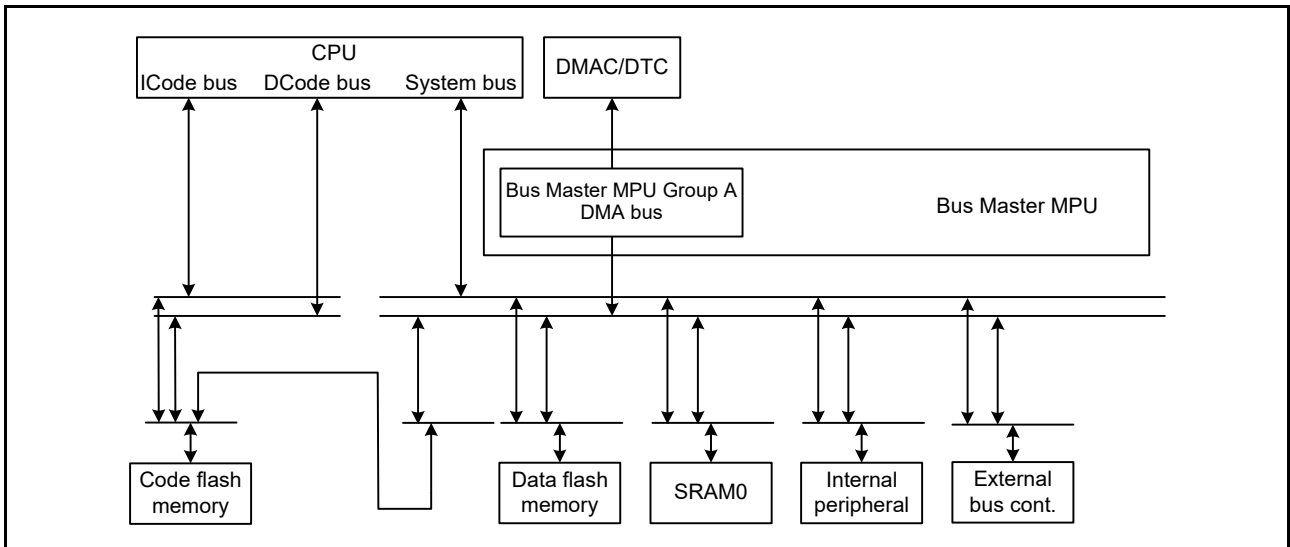 CPU
ICode bus DCode bus System bus
DMAC/DTC
Bus Master MPU Group A
DMA bus
Bus Master MPU
Code flash
memory
Data flash
memory
SRAM0
Internal
peripheral
External
bus cont.